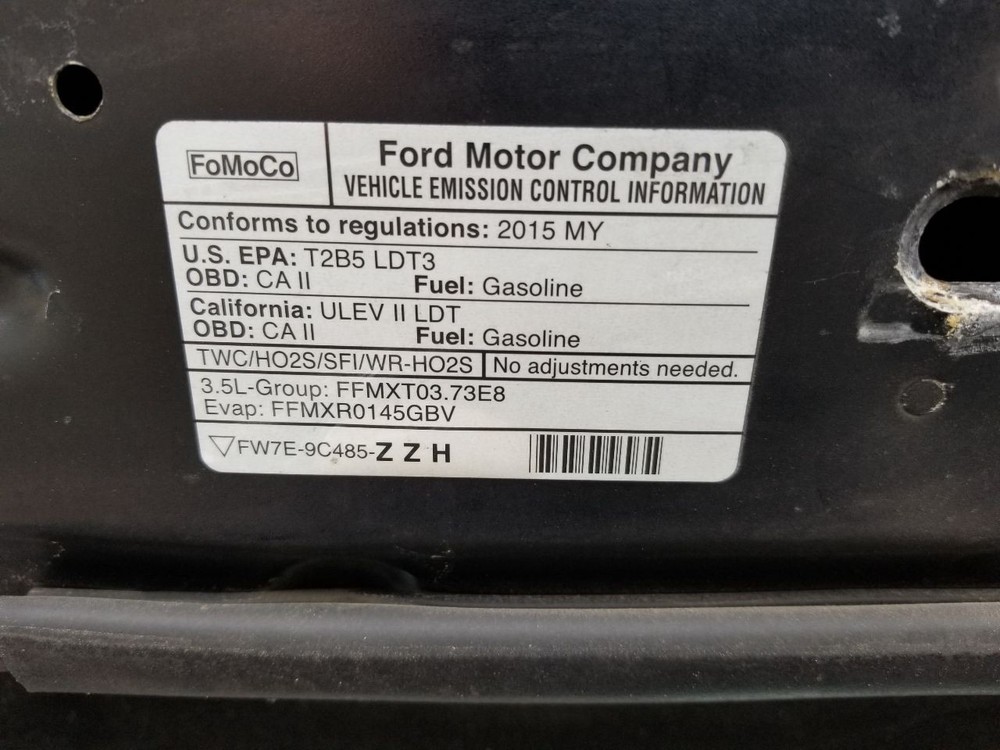 FoMoCo
Ford Motor Company
VEHICLE EMISSION CONTROL INFORMATION
Conforms to regulations: 2015 MY
U.S. EPA: T2B5 LDT3
OBD: CA II Fuel: Gasoline
California: ULEV II LDT
OBD: CA II Fuel: Gasoline
TWC/HO2S/SFI/WR-HO2S No adjustments needed.
3.5L-Group: FFMXT03.73E8
Evap: FFMXR0145GBV
FW7E-9C485-Z Z H